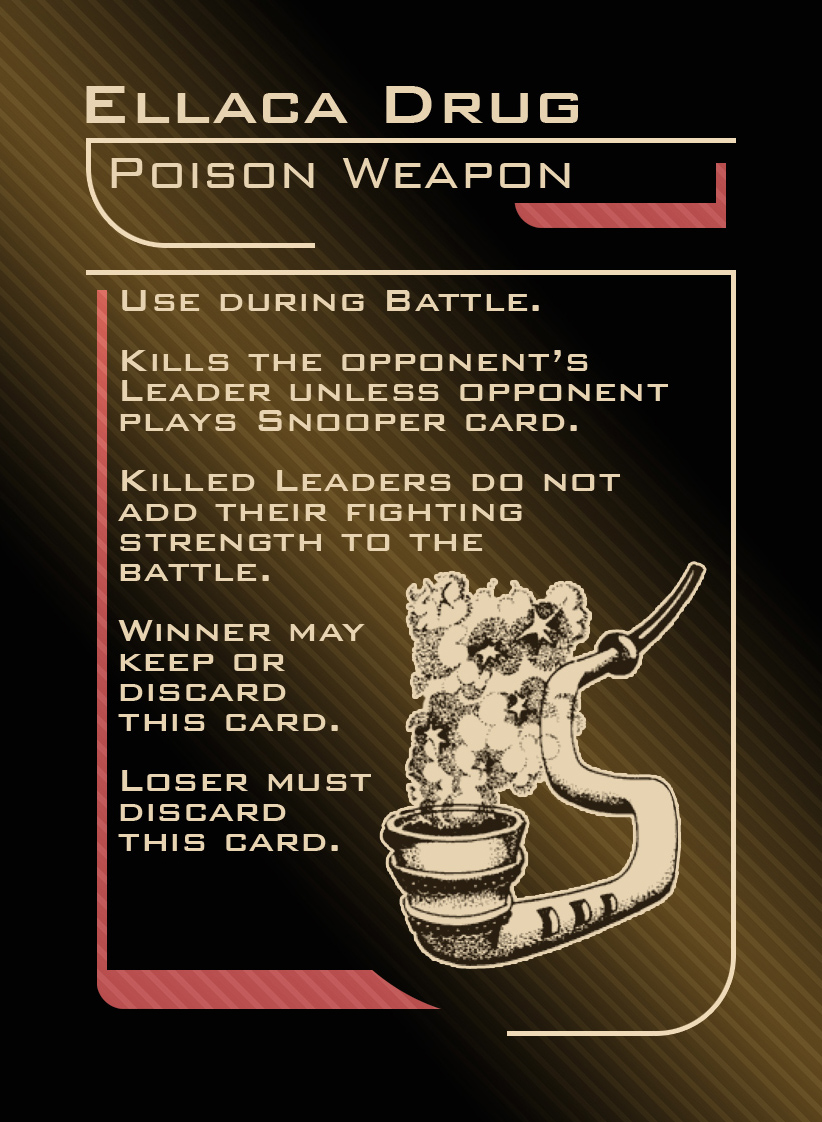 Ellaca Drug
Poison Weapon
Use during Battle.
Kills the opponent's
Leader unless opponent
plays Snooper card.
Killed Leaders do not
add their fighting
strength to the
battle.
Winner may
keep or
discard
this card.
Loser must
discard
this card.